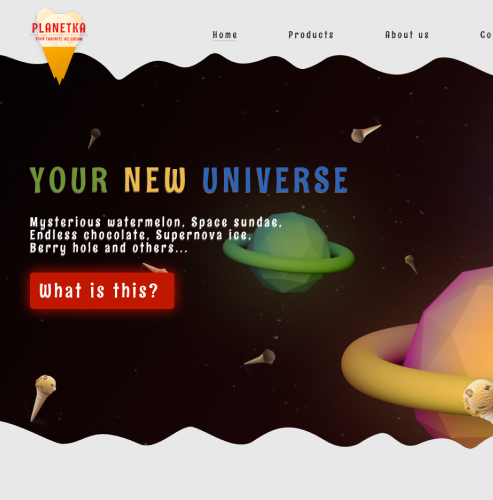 PLANETKA
YOUR FAVORITE ICE CREAM
Home
Products
About us
Co
YOUR NEW UNIVERSE
Mysterious watermelon, Space sundae,
Endless chocolate, Supernova ice,
Berry hole and others...
What is this?